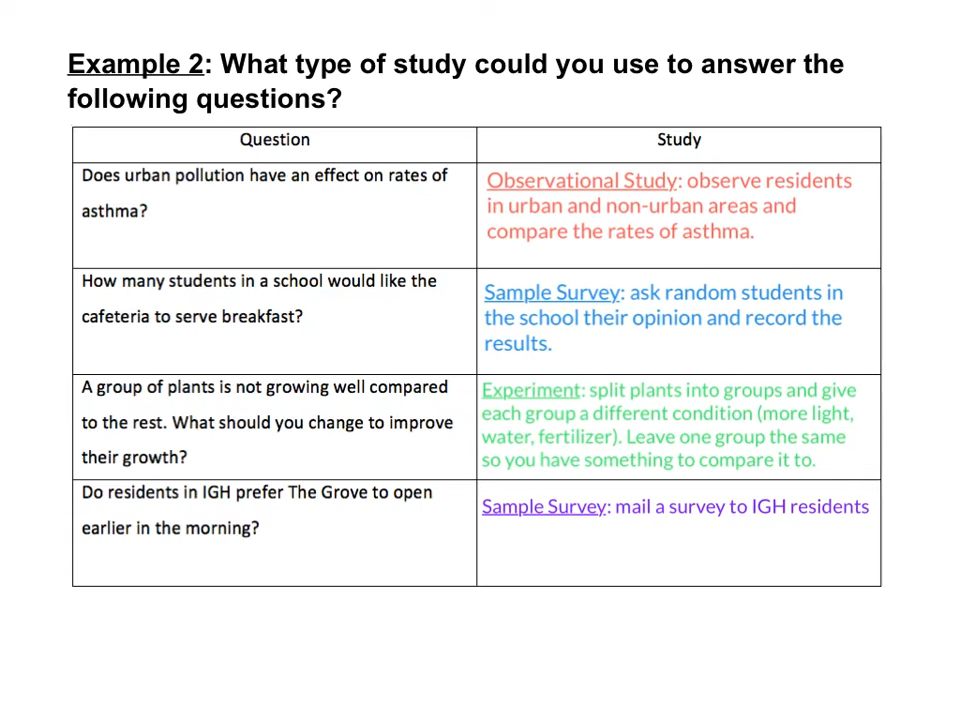 Example 2: What type of study could you use to answer the
following questions?
Question
Study
Does urban pollution have an effect on rates of
asthma?
Observational Study: observe residents
in urban and non-urban areas and
compare the rates of asthma.
How many students in a school would like the
cafeteria to serve breakfast?
Sample Survey: ask random students in
the school their opinion and record the
results.
A group of plants is not growing well compared
to the rest. What should you change to improve
their growth?
Experiment: split plants into groups and give
each group a different condition (more light,
water, fertilizer). Leave one group the same
so you have something to compare it to.
Do residents in IGH prefer The Grove to open
earlier in the morning?
Sample Survey: mail a survey to IGH residents